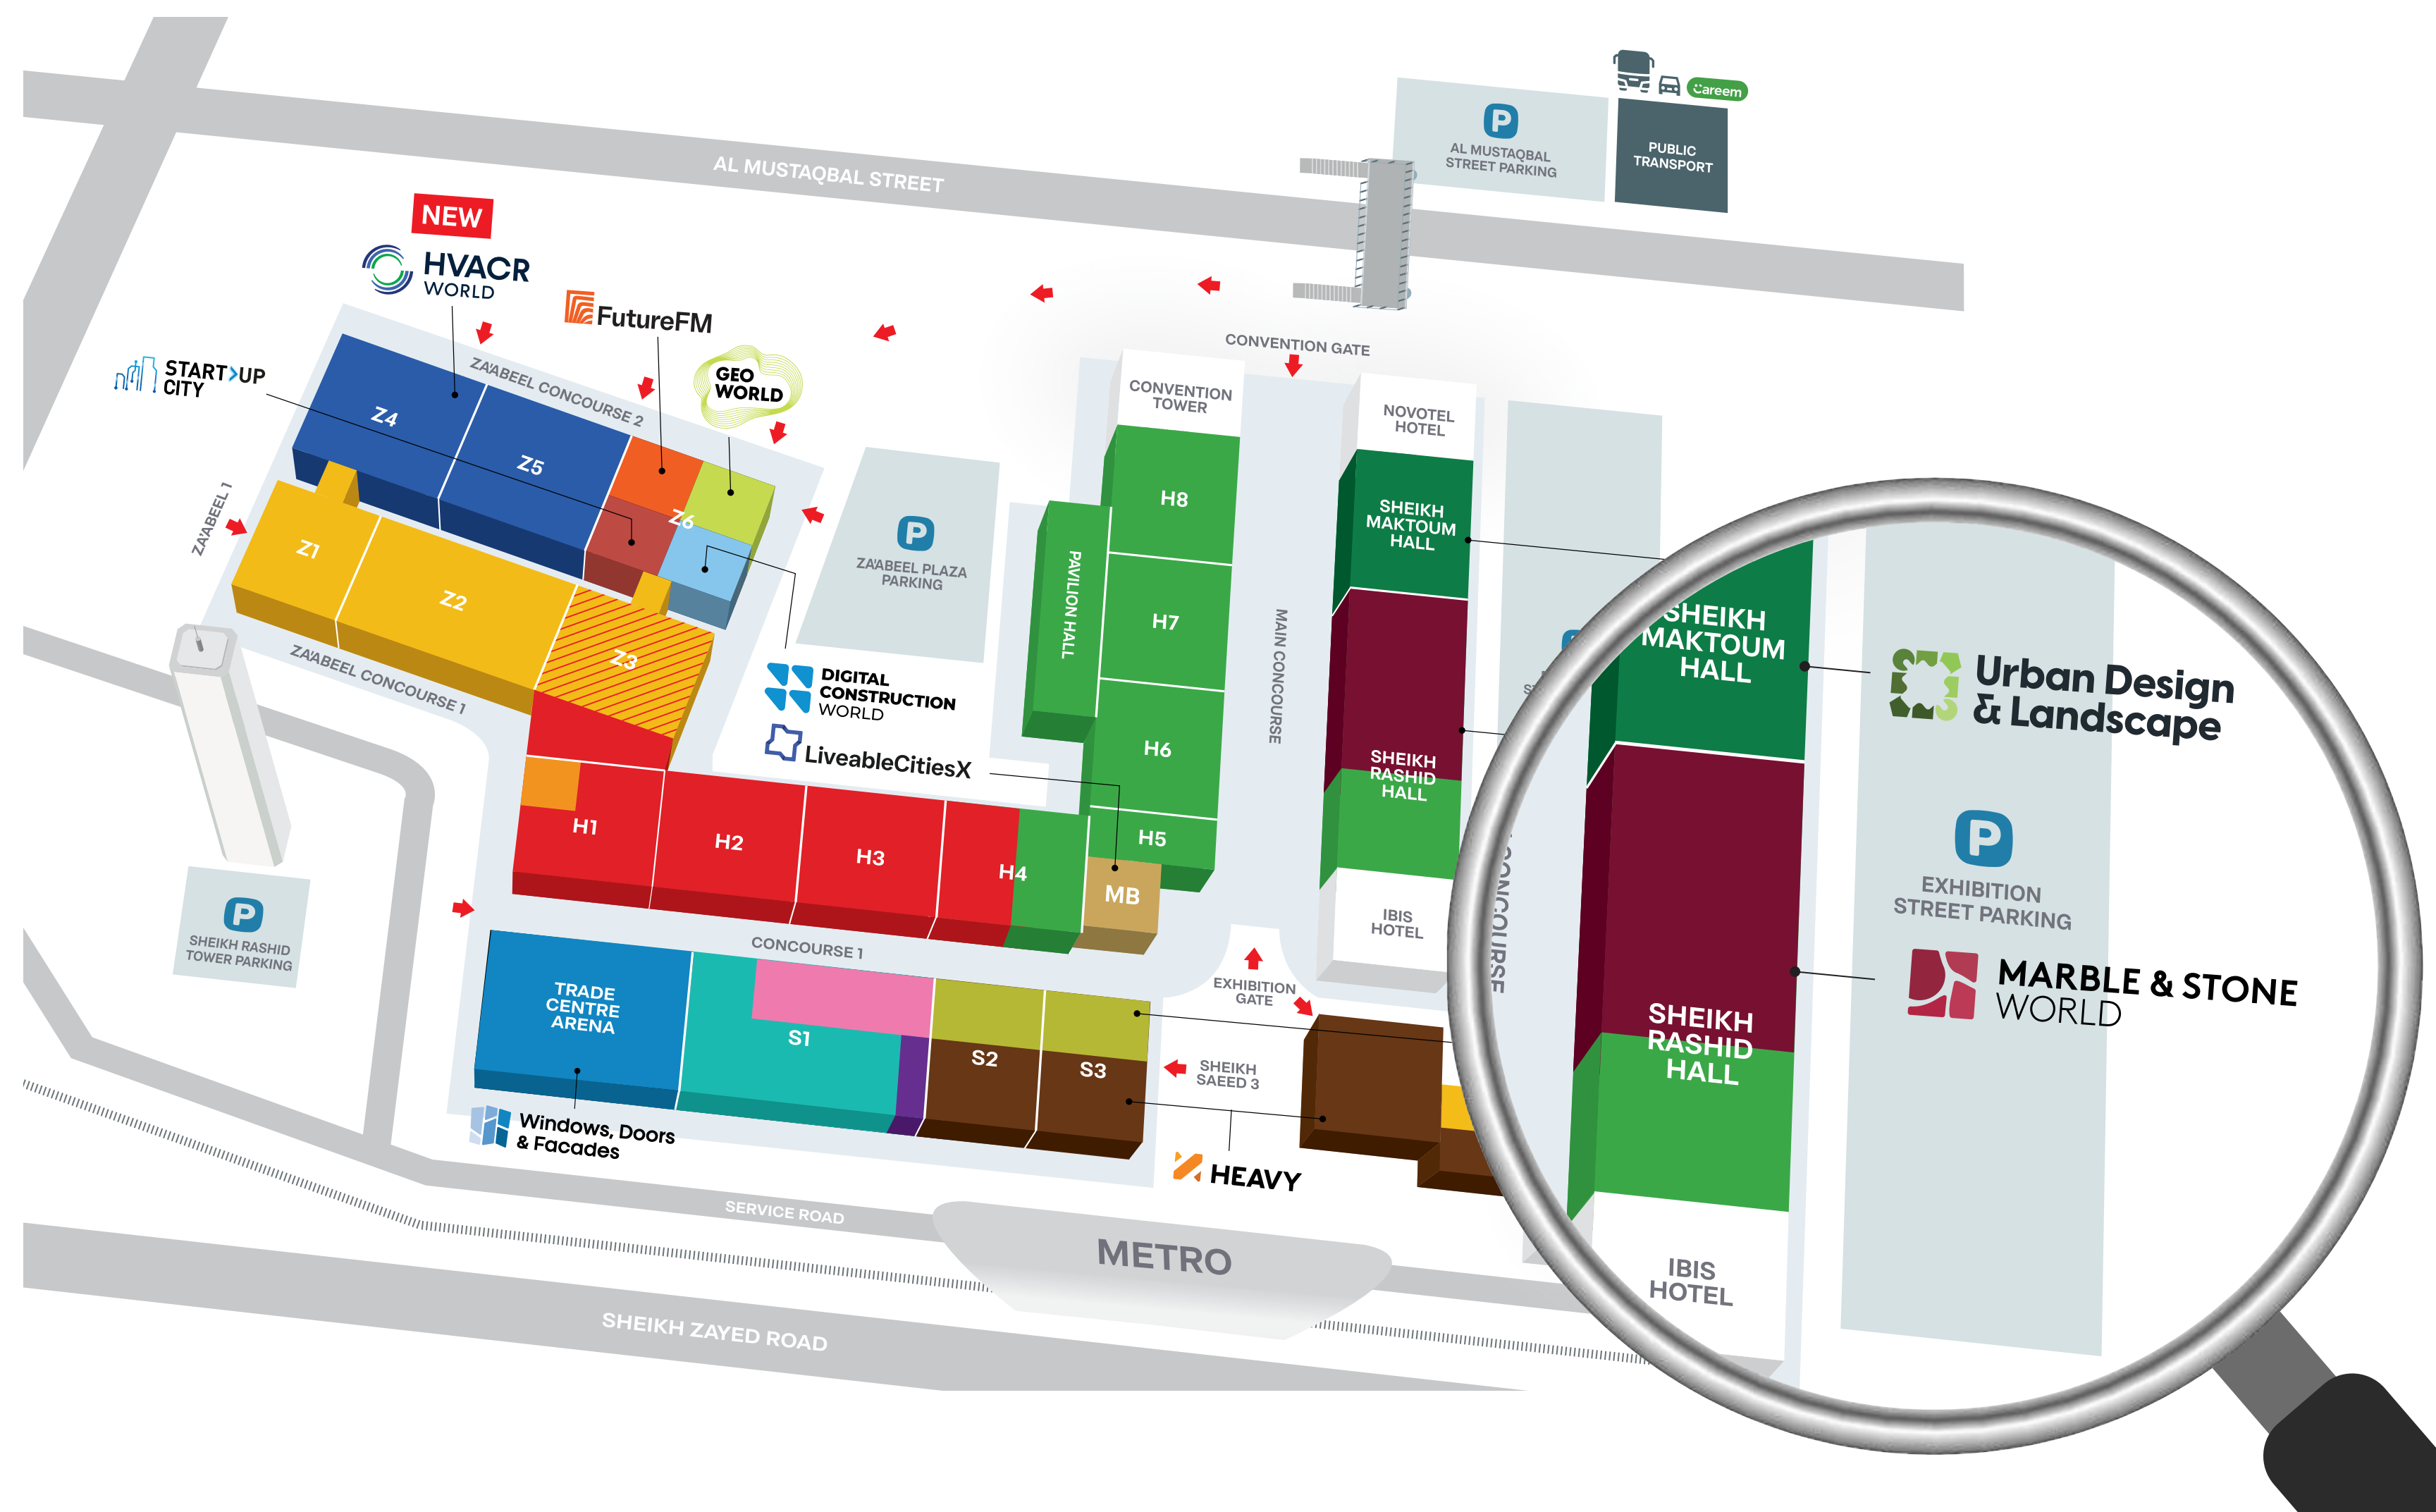 Careem
P
AL MUSTAQBAL
STREET PARKING
PUBLIC
TRANSPORT
AL MUSTAQBAL STREET
NEW
HVACR
WORLD
FutureFM
GEO
WORLD
START>UP
CITY
CONVENTION GATE
ZA'ABEEL CONCOURSE 2
CONVENTION
TOWER
NOVOTEL
HOTEL
Z4
Z5
Z6
ZA'ABEEL 1
Z1
Z2
Z3
P
ZA'ABEEL PLAZA
PARKING
PAVILION HALL
H8
H7
H6
H5
MAIN CONCOURSE
SHEIKH
MAKTOUM
HALL
SHEIKH
RASHID
HALL
IBIS
HOTEL
ZA'ABEEL CONCOURSE 1
DIGITAL
CONSTRUCTION
WORLD
LiveableCitiesX
H1
H2
H3
H4
MB
P
SHEIKH RASHID
TOWER PARKING
CONCOURSE 1
TRADE
CENTRE
ARENA
S1
S2
S3
EXHIBITION
GATE
SHEIKH
SAEED 3
Windows, Doors
& Facades
HEAVY
SERVICE ROAD
METRO
SHEIKH ZAYED ROAD
SHEIKH
MAKTOUM
HALL
Urban Design
& Landscape
P
EXHIBITION
STREET PARKING
MARBLE & STONE
WORLD
SHEIKH
RASHID
HALL
CONCOURSE
IBIS
HOTEL